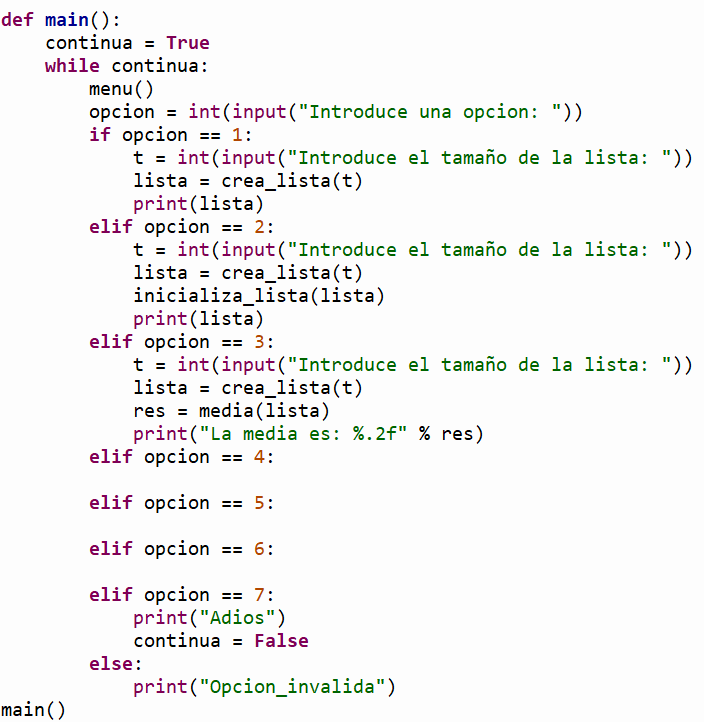 def main():
    continua = True
    while continua:
        menu()
        opcion = int(input("Introduce una opcion: "))
        if opcion == 1:
            t = int(input("Introduce el tamaño de la lista: "))
            lista = crea_lista(t)
            print(lista)
        elif opcion == 2:
            t = int(input("Introduce el tamaño de la lista: "))
            lista = crea_lista(t)
            inicializa_lista(lista)
            print(lista)
        elif opcion == 3:
            t = int(input("Introduce el tamaño de la lista: "))
            lista = crea_lista(t)
            res = media(lista)
            print("La media es: %.2f" % res)
        elif opcion == 4:

        elif opcion == 5:

        elif opcion == 6:

        elif opcion == 7:
            print("Adios")
            continua = False
        else:
            print("Opcion_invalida")
main()